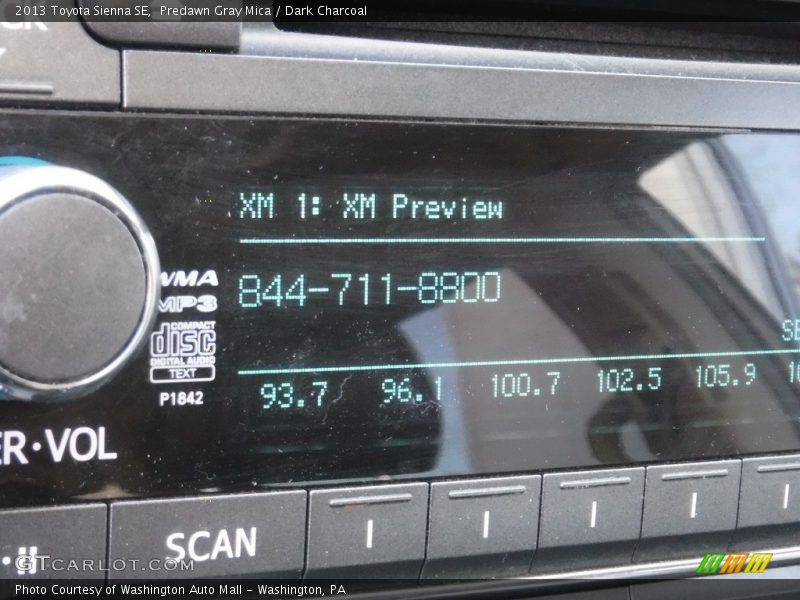 2013 Toyota Sienna SE, Predawn Gray Mica / Dark Charcoal
XM 1: XM Preview
WMA
MP3
844-711-8800
COMPACT
disc
DIGITAL AUDIO
TEXT
P1842
93.7 96.1 100.7 102.5 105.9
VOL
SCAN
GTCARLOT.COM
Photo Courtesy of Washington Auto Mall - Washington, PA